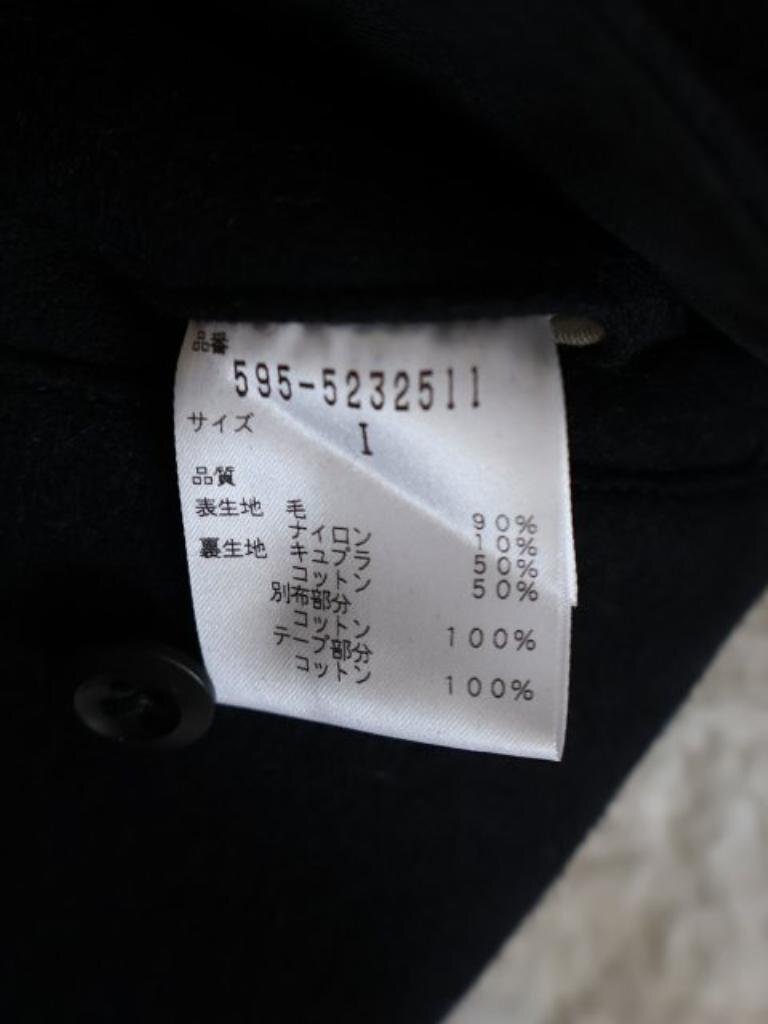 品番
595-5232511
サイズ
I
品質
表生地 毛 90%
ナイロン 10%
裏生地 キュプラ 50%
コットン 50%
別布部分
コットン 100%
テープ部分
コットン 100%